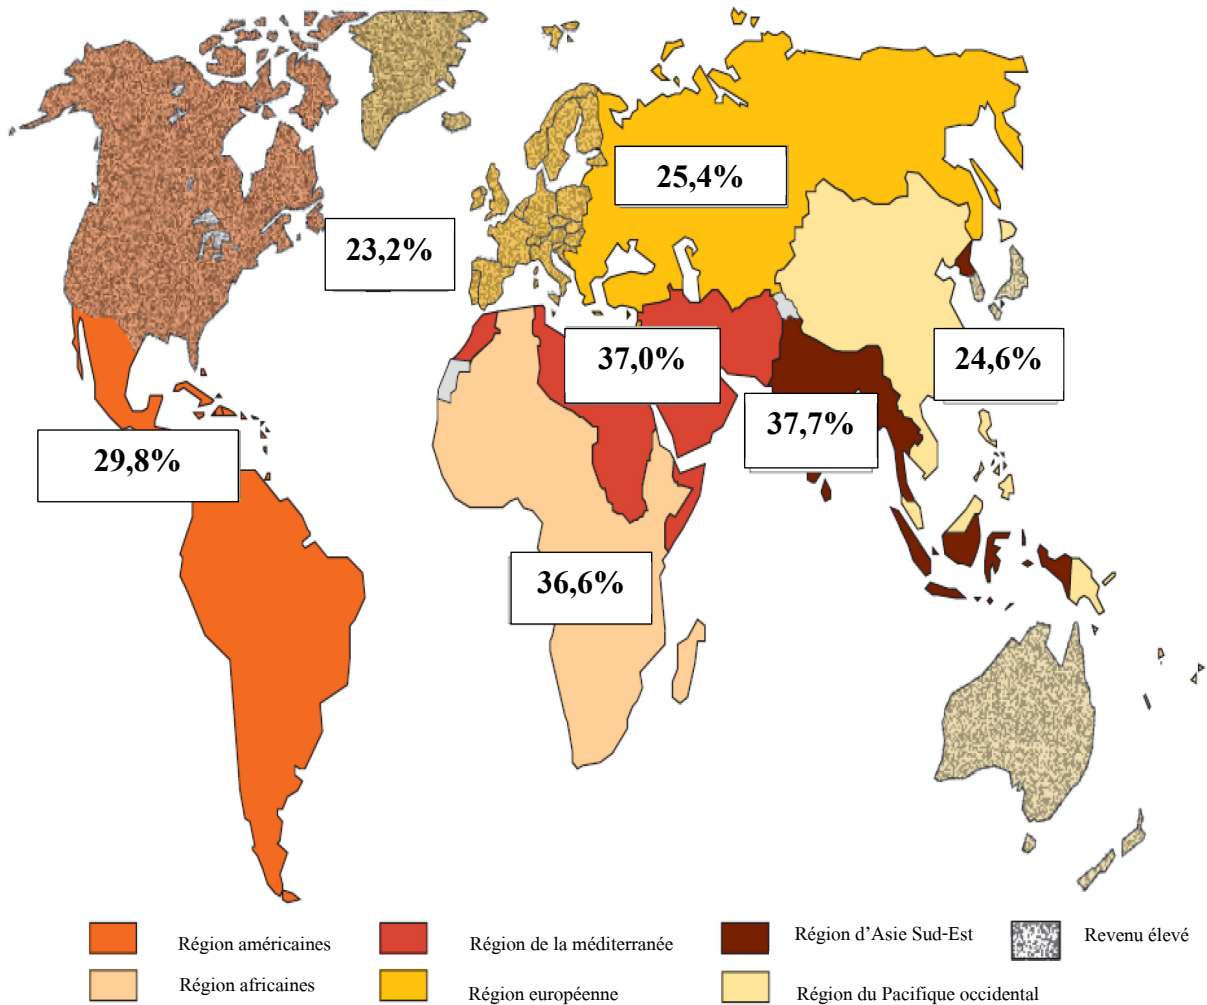 25,4%
23,2%
37,0%
24,6%
37,7%
29,8%
36,6%
Région américaines
Région de la méditerranée
Région d’Asie Sud-Est
Revenu élevé
Région africaines
Région européenne
Région du Pacifique occidental